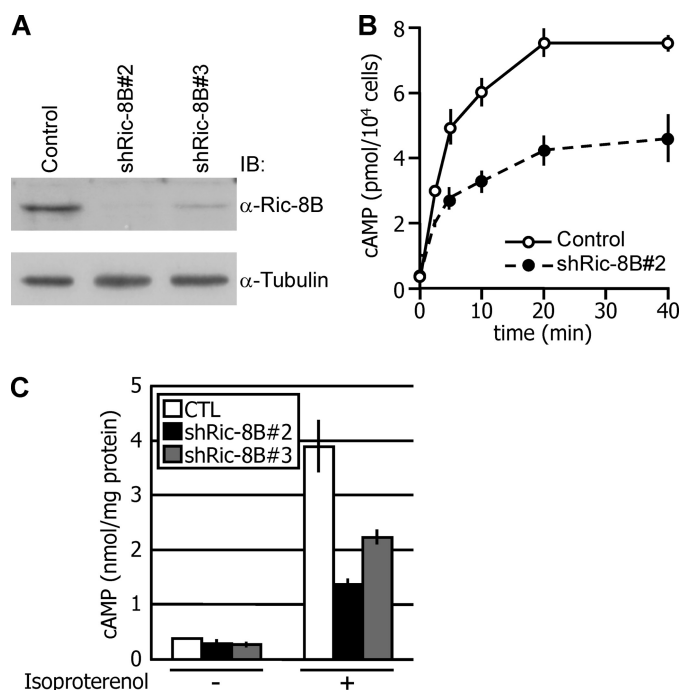 A
Control
shRic-8B#2
shRic-8B#3
IB:
α-Ric-8B
α-Tubulin
B
cAMP (pmol/10⁴ cells)
8
6
4
2
0
0 10 20 30 40
time (min)
Control
shRic-8B#2
C
cAMP (nmol/mg protein)
5
4
3
2
1
0
CTL
shRic-8B#2
shRic-8B#3
Isoproterenol - +